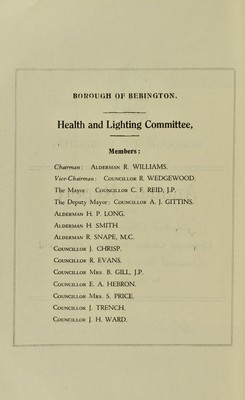 BOROUGH OF BEBINGTON.
Health and Lighting Committee,
Members:
Chairman: ALDERMAN R. WILLIAMS.
Vice-Chairman: COUNCILLOR R. WEDGEWOOD.
The Mayor: COUNCILLOR C. F. REID, J.P.
The Deputy Mayor: COUNCILLOR A. J. GITTINS.
ALDERMAN H. P. LONG.
ALDERMAN H. SMITH
ALDERMAN R. SNAPE, M.C.
COUNCILLOR J. CHRISP.
COUNCILLOR R. EVANS.
COUNCILLOR MRS. B. GILL, J.P.
COUNCILLOR E. A. HEBRON.
COUNCILLOR MRS. S. PRICE.
COUNCILLOR J. TRENCH.
COUNCILLOR J. H. WARD.